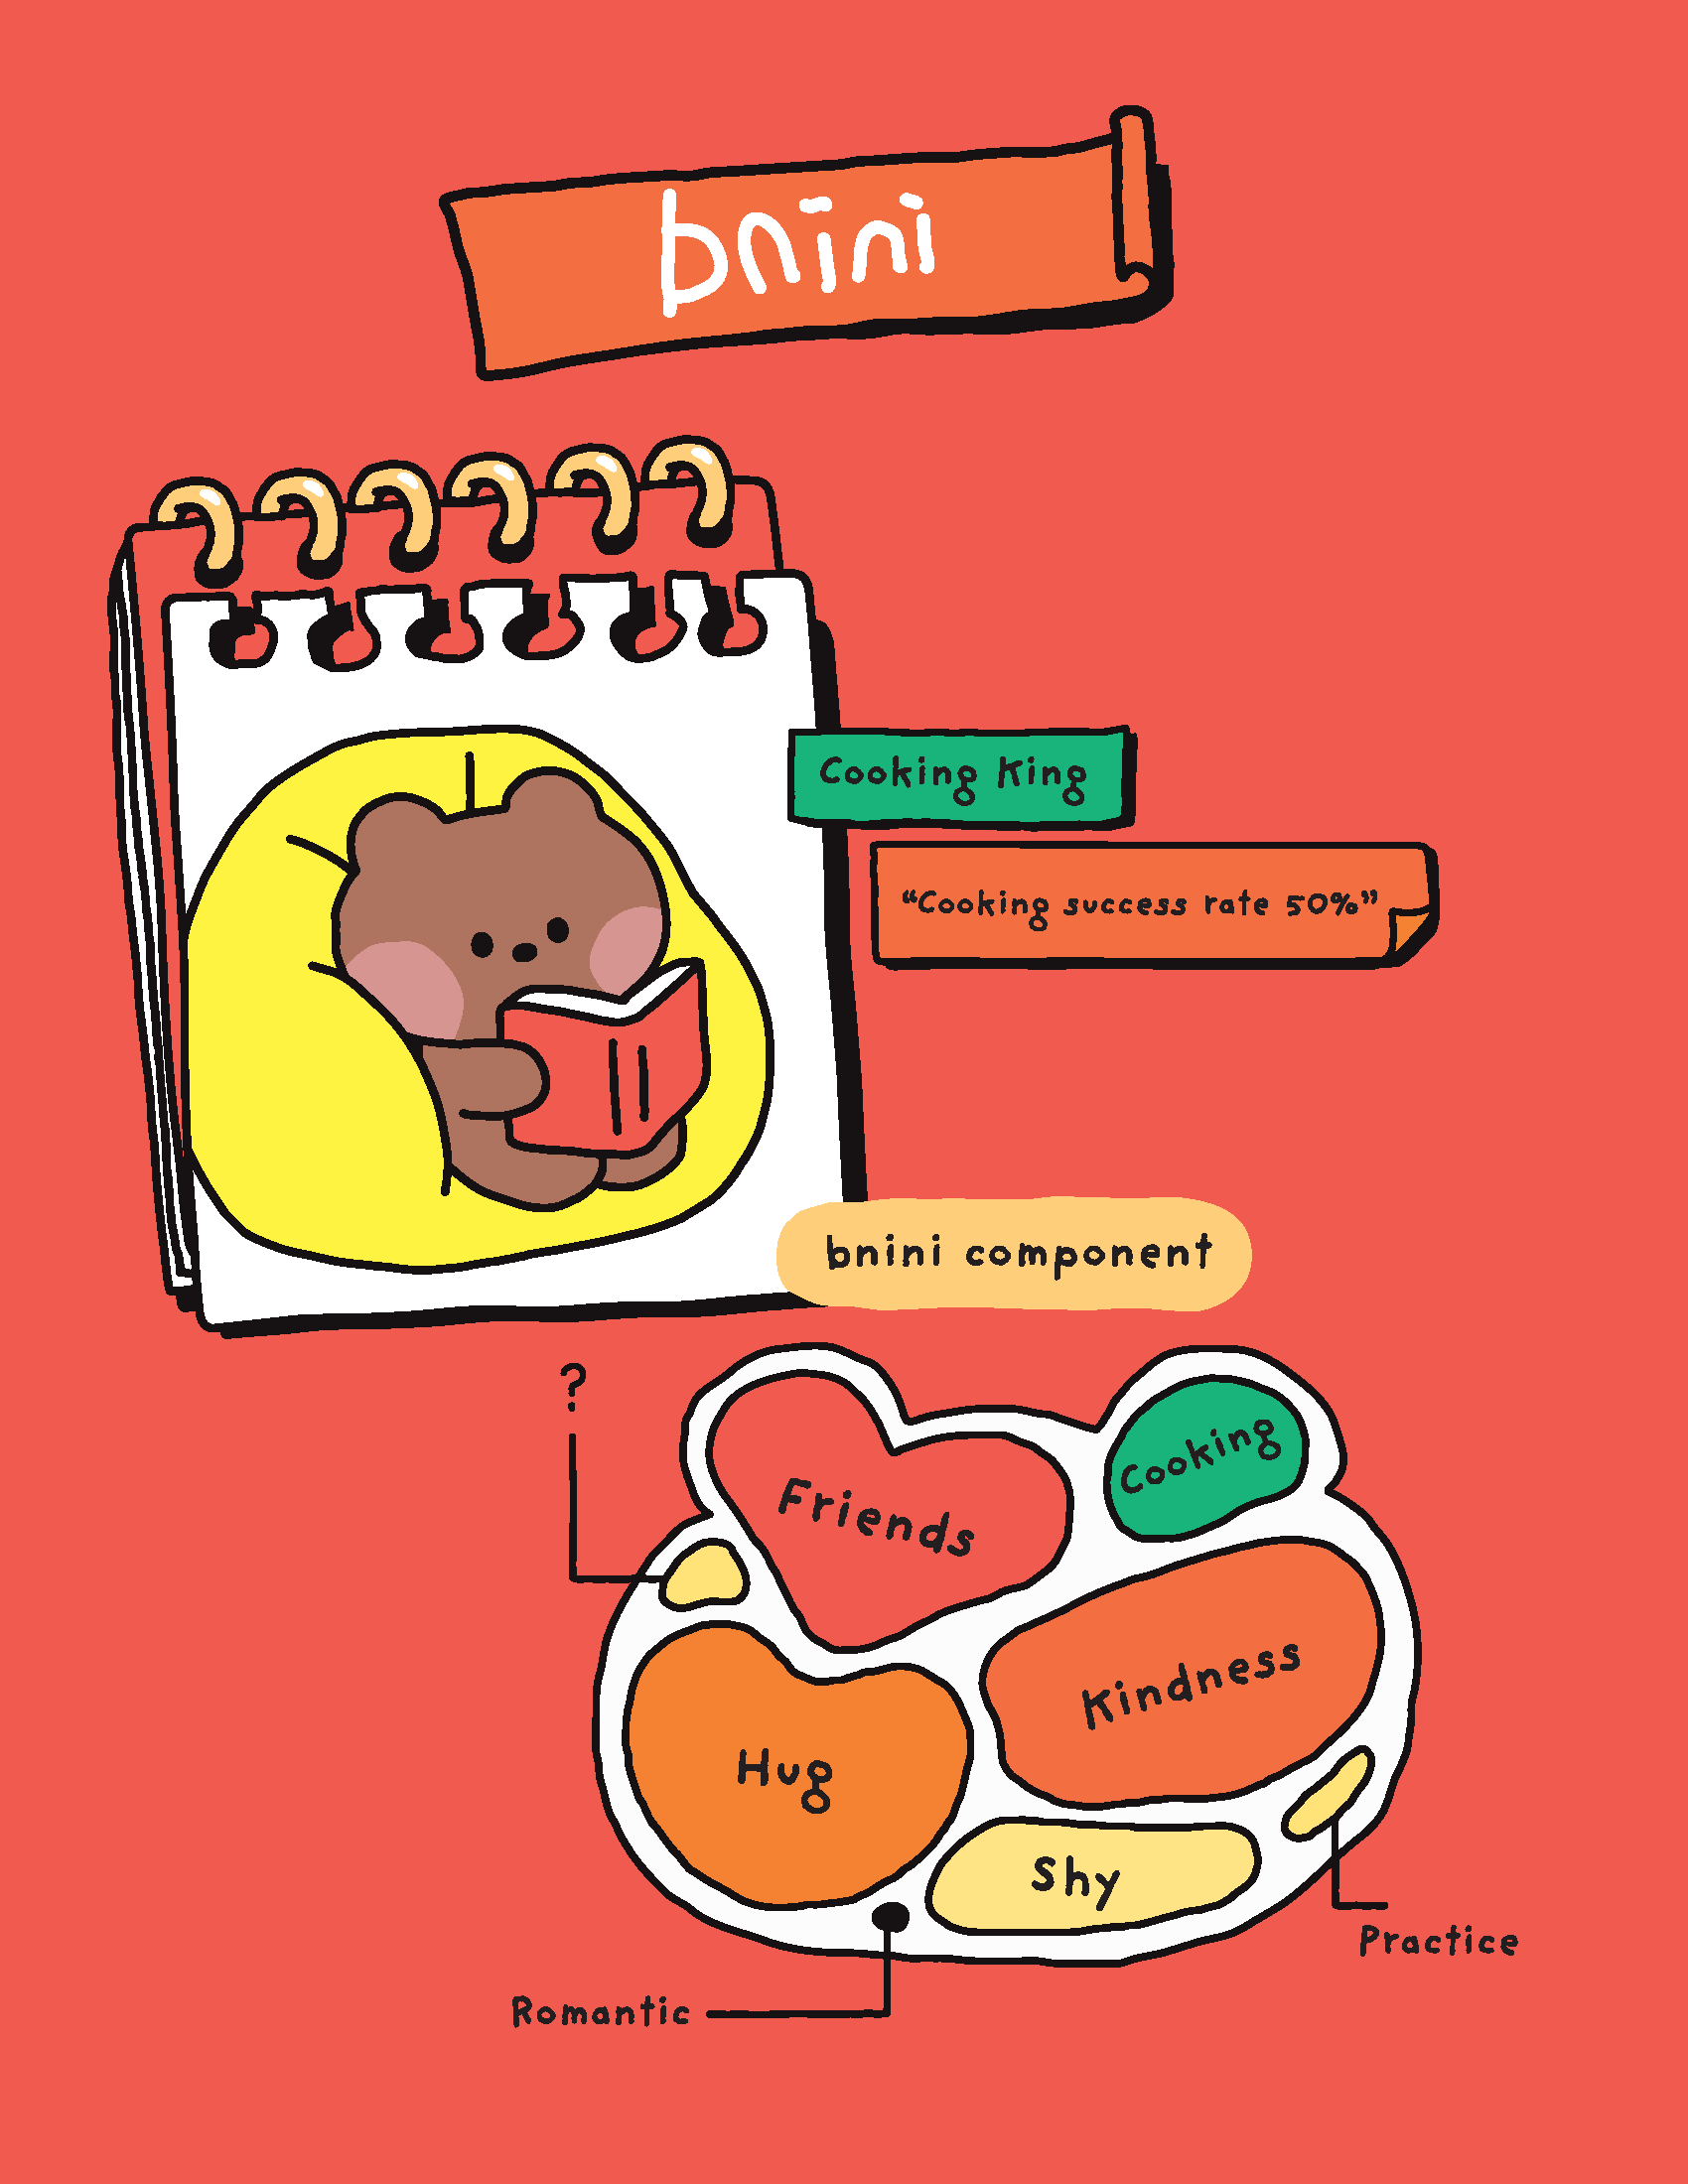 bnini
Cooking King
“Cooking success rate 50%”
bnini component
?
Friends
Cooking
Kindness
Hug
Shy
Practice
Romantic